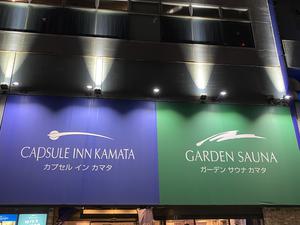 CAPSULE INN KAMATA
カプセル イン カマタ
GARDEN SAUNA
ガーデン サウナ カマタ